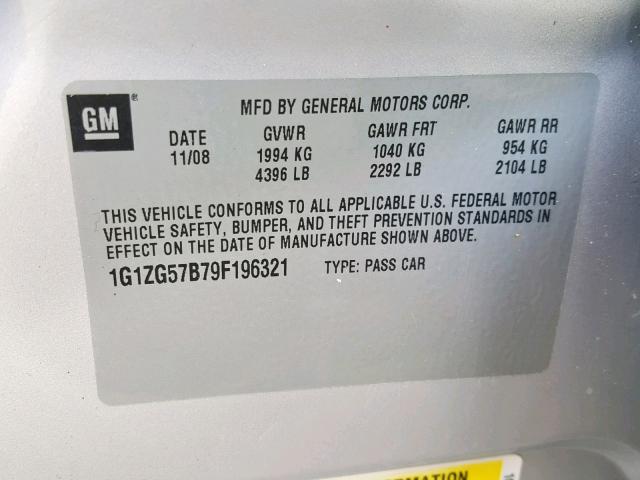 GM ®
MFD BY GENERAL MOTORS CORP.
DATE GVWR GAWR FRT GAWR RR
11/08 1994 KG 1040 KG 954 KG
4396 LB 2292 LB 2104 LB
THIS VEHICLE CONFORMS TO ALL APPLICABLE U.S. FEDERAL MOTOR
VEHICLE SAFETY, BUMPER, AND THEFT PREVENTION STANDARDS IN
EFFECT ON THE DATE OF MANUFACTURE SHOWN ABOVE.
1G1ZG57B79F196321 TYPE: PASS CAR